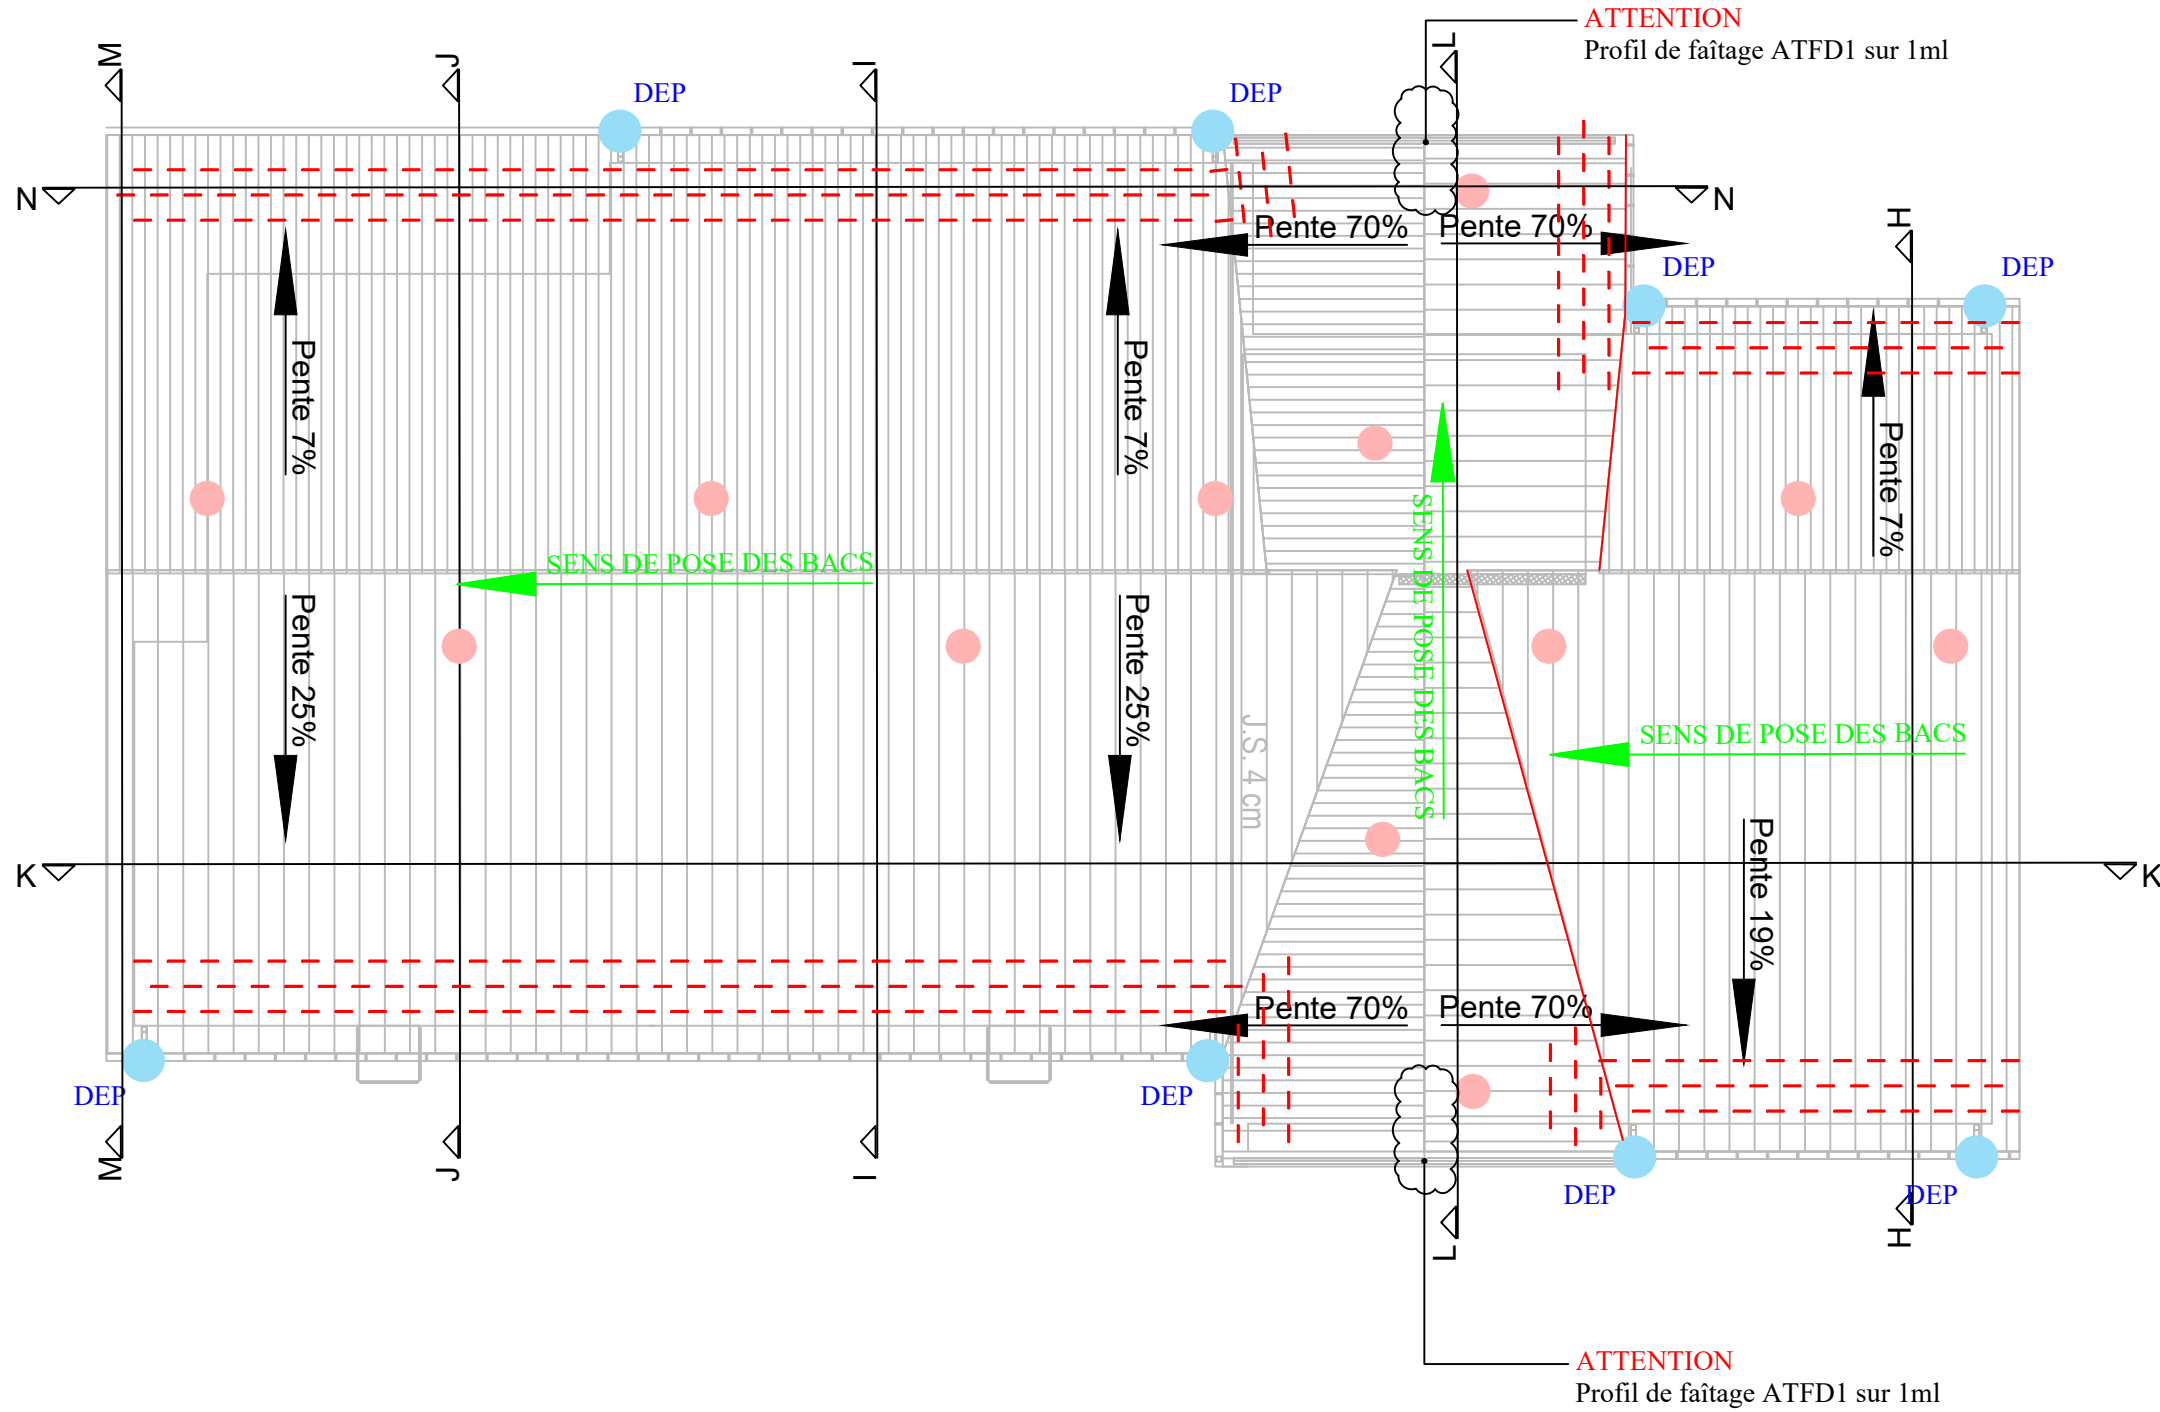 ATTENTION
Profil de faîtage ATFD1 sur 1ml
M
J
I
L
DEP
DEP
N
N
H
Pente 70%
Pente 70%
DEP
DEP
Pente 7%
Pente 7%
Pente 7%
SENS DE POSE DES BACS
SENS DE POSE DES BACS
Pente 25%
Pente 25%
J.S. 4 cm
SENS DE POSE DES BACS
Pente 19%
K
K
Pente 70%
Pente 70%
DEP
DEP
DEP
DEP
M
J
I
L
H
ATTENTION
Profil de faîtage ATFD1 sur 1ml